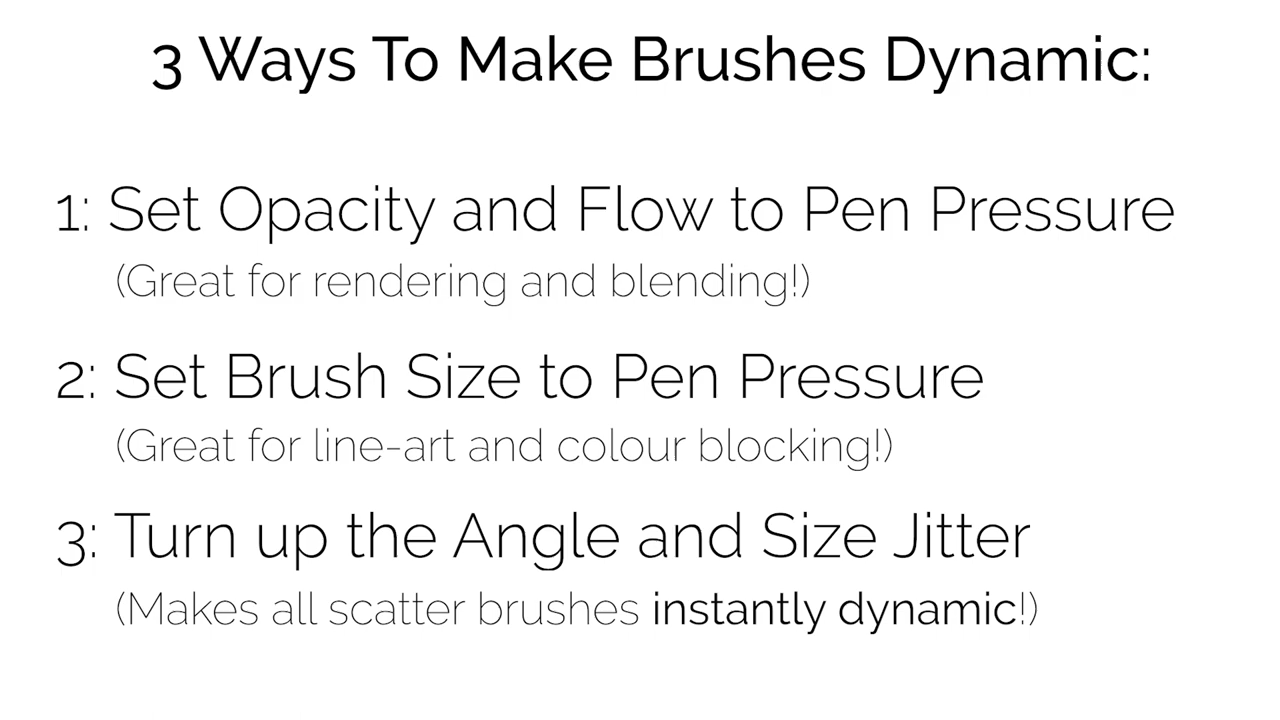 3 Ways To Make Brushes Dynamic:
1: Set Opacity and Flow to Pen Pressure
(Great for rendering and blending!)
2: Set Brush Size to Pen Pressure
(Great for line-art and colour blocking!)
3: Turn up the Angle and Size Jitter
(Makes all scatter brushes instantly dynamic!)